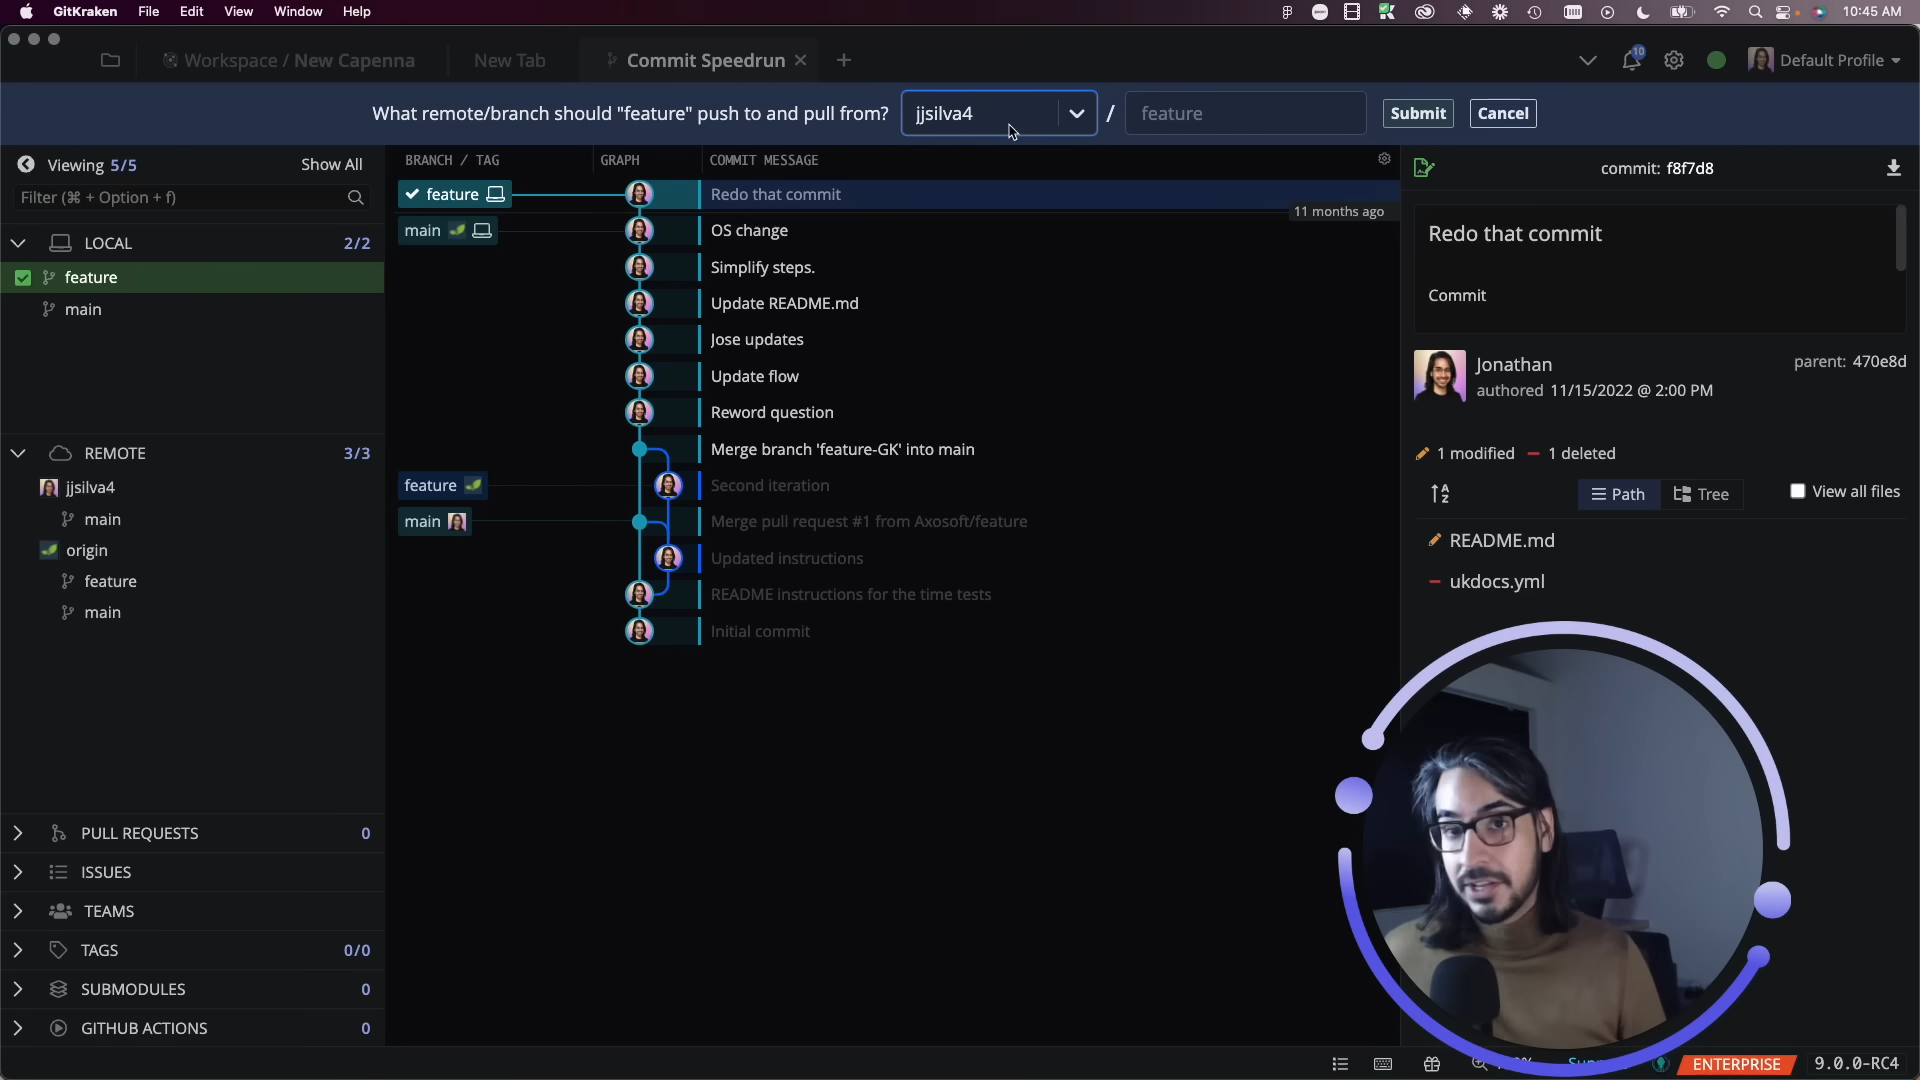 GitKraken File Edit View Window Help 10:45 AM
Workspace / New Capenna New Tab Commit Speedrun 10 Default Profile
What remote/branch should "feature" push to and pull from? jjsilva4 / feature Submit Cancel
Viewing 5/5 Show All
Filter (⌘ + Option + f)
LOCAL 2/2
feature
main
REMOTE 3/3
jjsilva4
main
origin
feature
main
PULL REQUESTS 0
ISSUES
TEAMS
TAGS 0/0
SUBMODULES 0
GITHUB ACTIONS 0
BRANCH / TAG GRAPH COMMIT MESSAGE
feature Redo that commit
11 months ago
main OS change
Simplify steps.
Update README.md
Jose updates
Update flow
Reword question
Merge branch 'feature-GK' into main
feature Second iteration
main Merge pull request #1 from Axosoft/feature
Updated instructions
README instructions for the time tests
Initial commit
commit: f8f7d8
Redo that commit
Commit
Jonathan parent: 470e8d
authored 11/15/2022 @ 2:00 PM
1 modified 1 deleted
Path Tree View all files
README.md
ukdocs.yml
ENTERPRISE 9.0.0-RC4